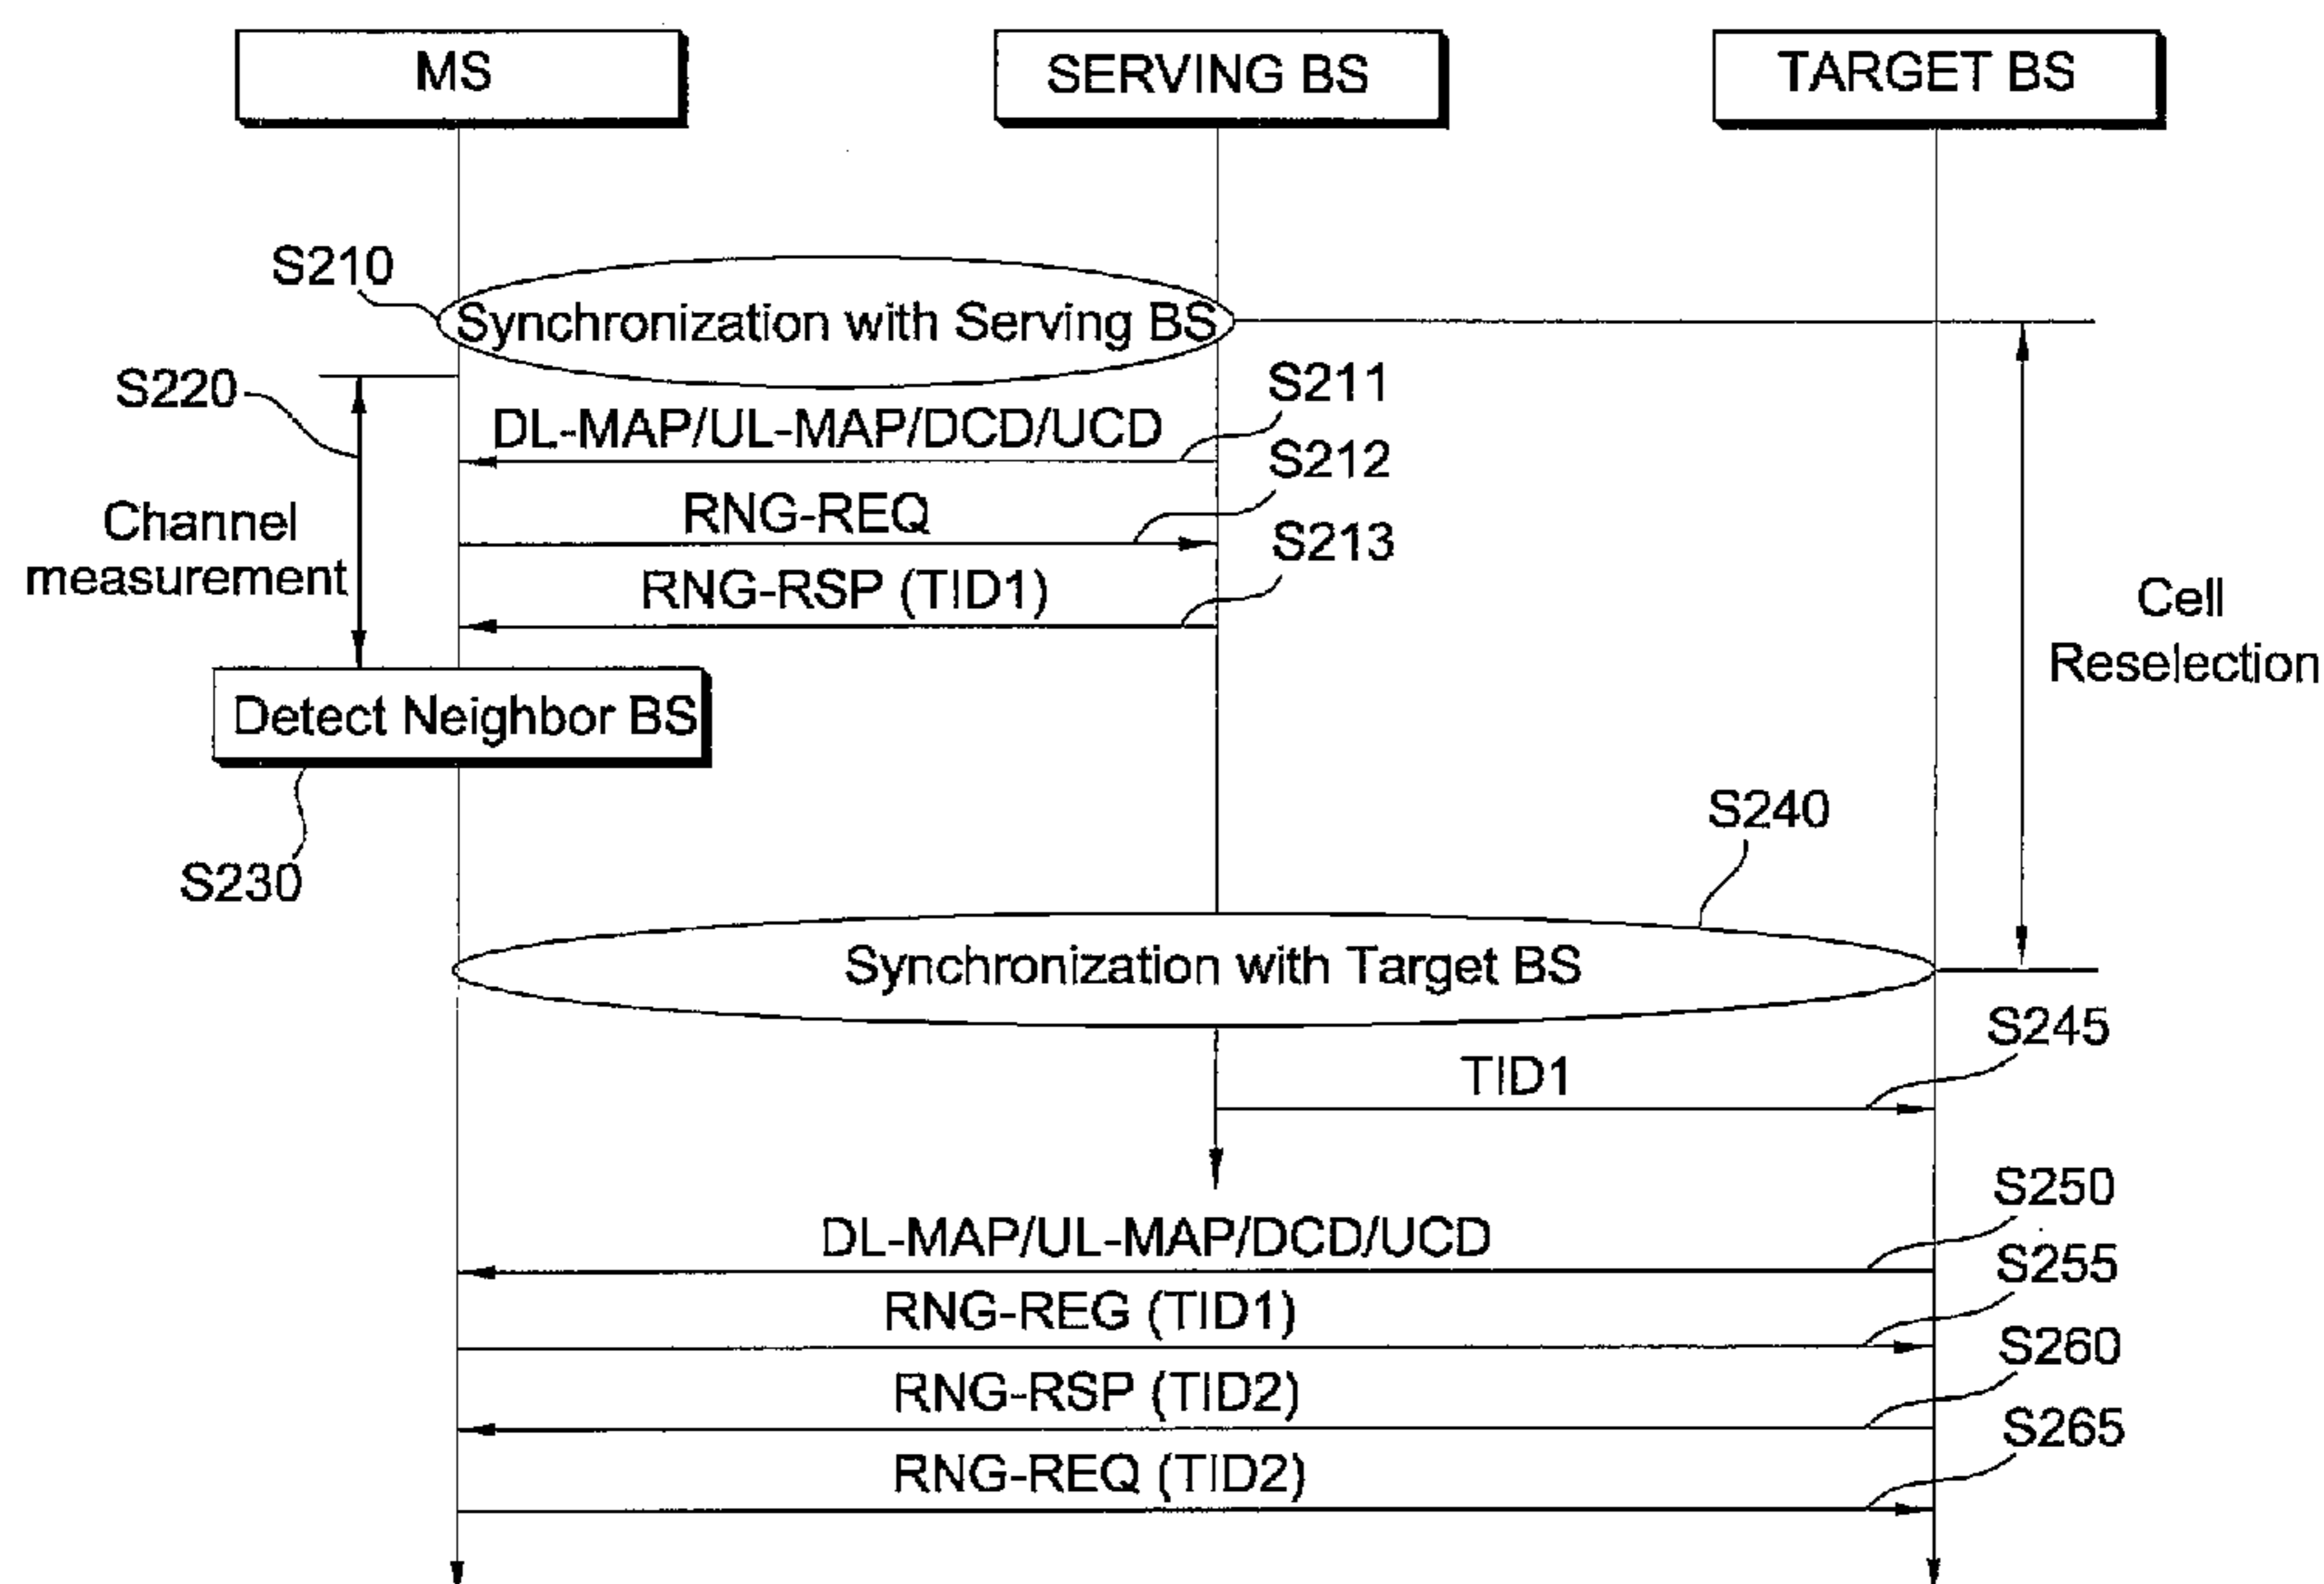 MS
SERVING BS
TARGET BS
S210
Synchronization with Serving BS
S220
S211
DL-MAP/UL-MAP/DCD/UCD
S212
RNG-REQ
Channel
measurement
S213
RNG-RSP (TID1)
Cell
Reselection
Detect Neighbor BS
S230
S240
Synchronization with Target BS
S245
TID1
S250
DL-MAP/UL-MAP/DCD/UCD
S255
RNG-REG (TID1)
S260
RNG-RSP (TID2)
S265
RNG-REQ (TID2)